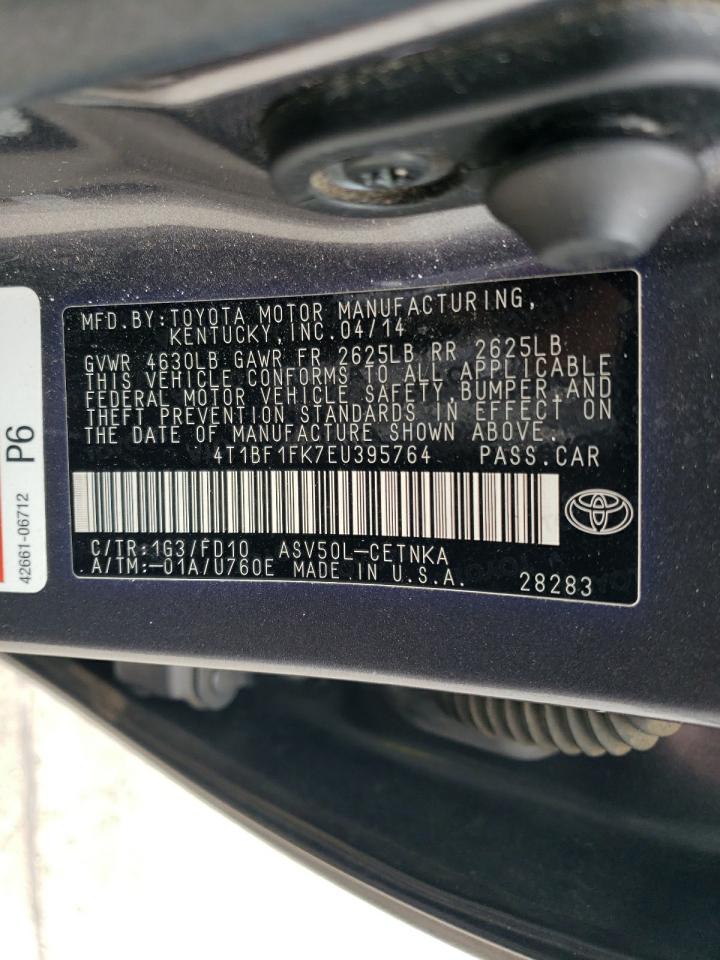 MFD.BY:TOYOTA MOTOR MANUFACTURING,
KENTUCKY,INC.04/14
GVWR 4630LB GAWR FR 2625LB RR 2625LB
THIS VEHICLE CONFORMS TO ALL APPLICABLE
FEDERAL MOTOR VEHICLE SAFETY,BUMPER,AND
THEFT PREVENTION STANDARDS IN EFFECT ON
THE DATE OF MANUFACTURE SHOWN ABOVE.
4T1BF1FK7EU395764 PASS.CAR
C/TR:1G3/FD10 ASV50L-CETNKA
A/TM:-01A/U760E MADE IN U.S.A. 28283
P6
42661-06712